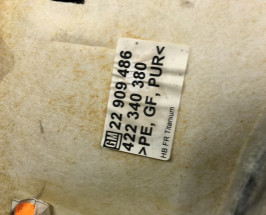 GM 22 909 486
422 340 380
>PE, GF, PUR<
HB FR Titanium